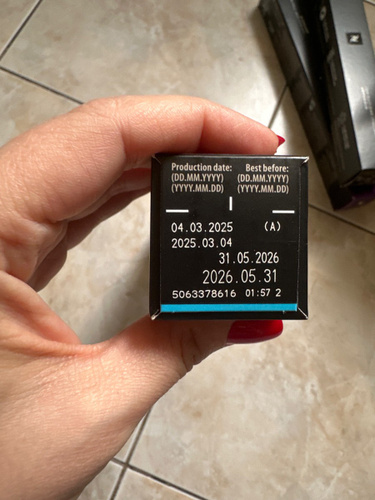 Production date: Best before:
(DD.MM.YYYY) (DD.MM.YYYY)
(YYYY.MM.DD) (YYYY.MM.DD)
04.03.2025 (A)
2025.03.04
31.05.2026
2026.05.31
5063378616 01:57 2